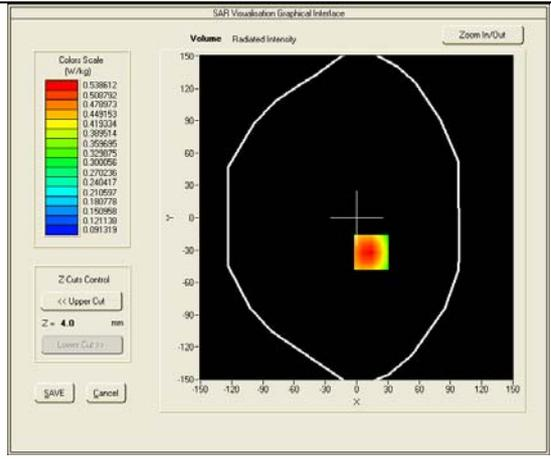 SAR Visualisation Graphical Interface
Volume Radiated Intensity
Zoom In/Out
Colors Scale
(W/kg)
0.538612
0.508792
0.478973
0.449153
0.419334
0.389514
0.359695
0.329875
0.300056
0.270236
0.240417
0.210597
0.180778
0.150958
0.121138
0.091319
Z Cuts Control
<< Upper Cut
Z = 4.0 mm
Lower Cut >>
SAVE Cancel
150
120
90
60
30
0
-30
-60
-90
-120
-150
Y
-150 -120 -90 -60 -30 0 30 60 90 120 150
X